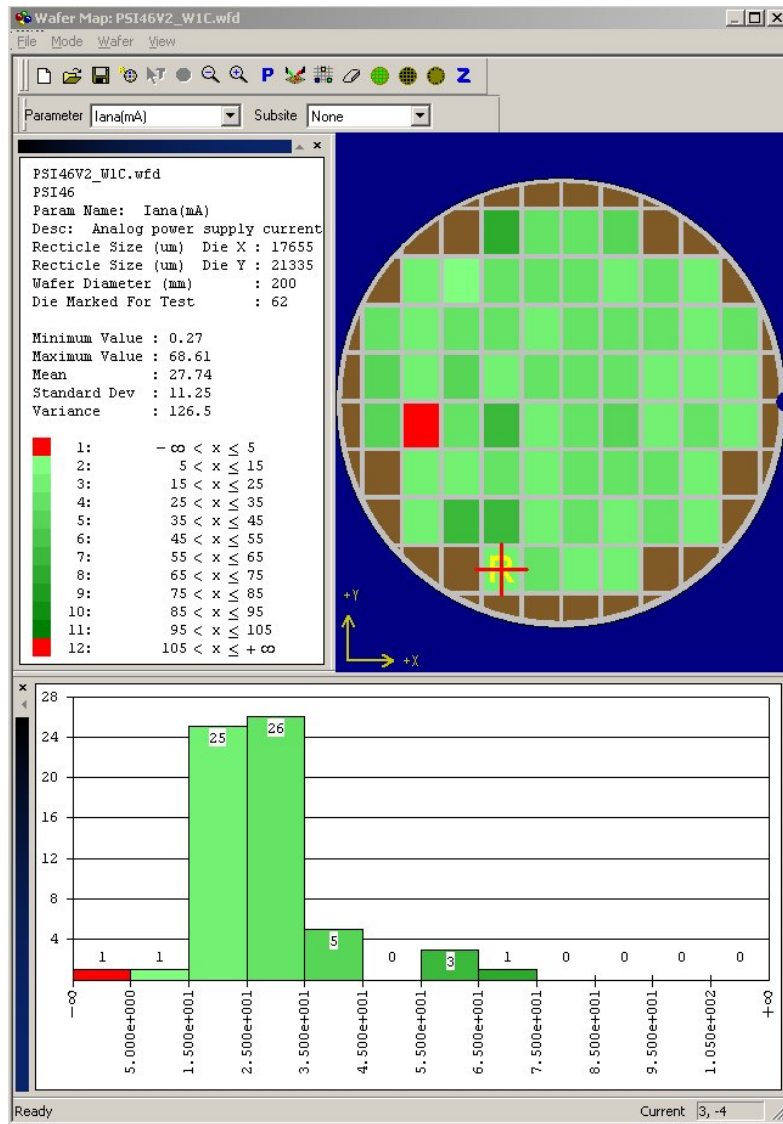 Wafer Map: PSI46V2_W1C.wfd
File Mode Wafer View
Parameter Iana(mA) Subsite None
PSI46V2_W1C.wfd
PSI46
Param Name: Iana(mA)
Desc: Analog power supply current
Recticle Size (um) Die X : 17655
Recticle Size (um) Die Y : 21335
Wafer Diameter (mm) : 200
Die Marked For Test : 62
Minimum Value : 0.27
Maximum Value : 68.61
Mean : 27.74
Standard Dev : 11.25
Variance : 126.5
1: -∞ < x ≤ 5
2: 5 < x ≤ 15
3: 15 < x ≤ 25
4: 25 < x ≤ 35
5: 35 < x ≤ 45
6: 45 < x ≤ 55
7: 55 < x ≤ 65
8: 65 < x ≤ 75
9: 75 < x ≤ 85
10: 85 < x ≤ 95
11: 95 < x ≤ 105
12: 105 < x ≤ +∞
R
+Y
+X
28
24
20
16
12
8
4
1 1 25 26 5 0 3 1 0 0 0 0
-∞
5.000e+000
1.500e+001
2.500e+001
3.500e+001
4.500e+001
5.500e+001
6.500e+001
7.500e+001
8.500e+001
9.500e+001
1.050e+002
+∞
Ready Current 3, -4